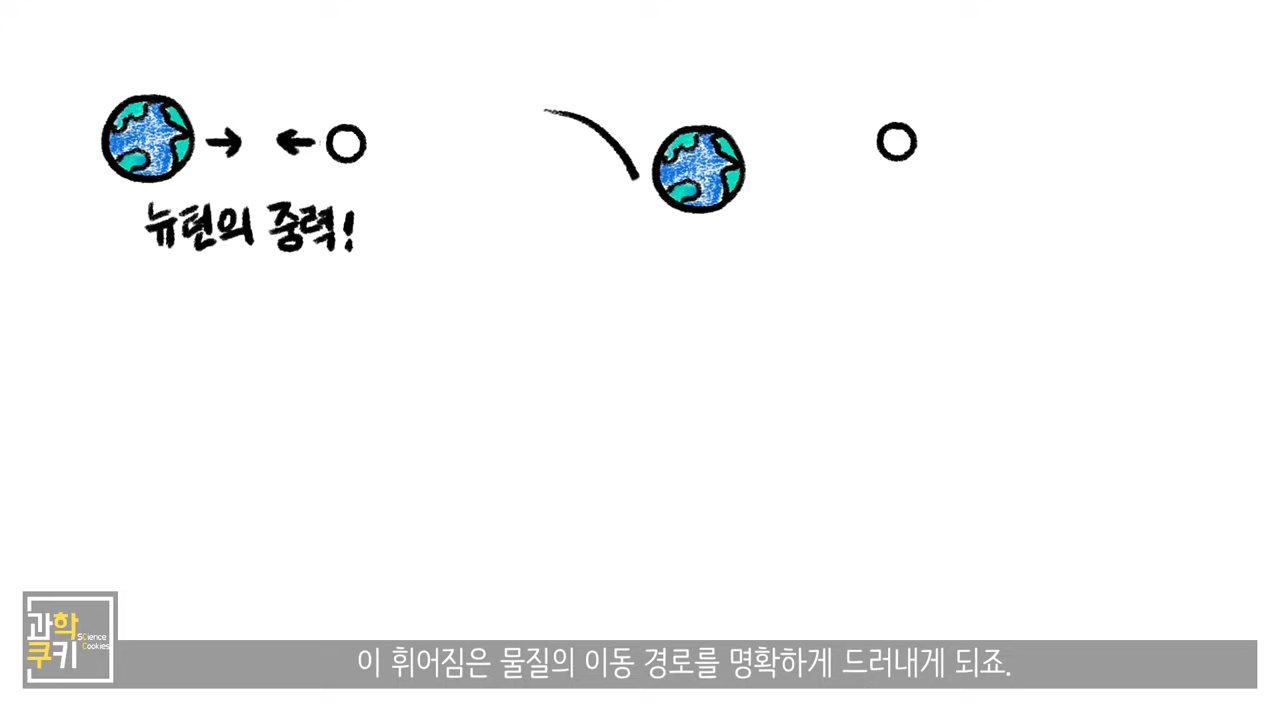 뉴턴의 중력!
과학
쿠키
Science
Cookies
이 휘어짐은 물질의 이동 경로를 명확하게 드러내게 되죠.